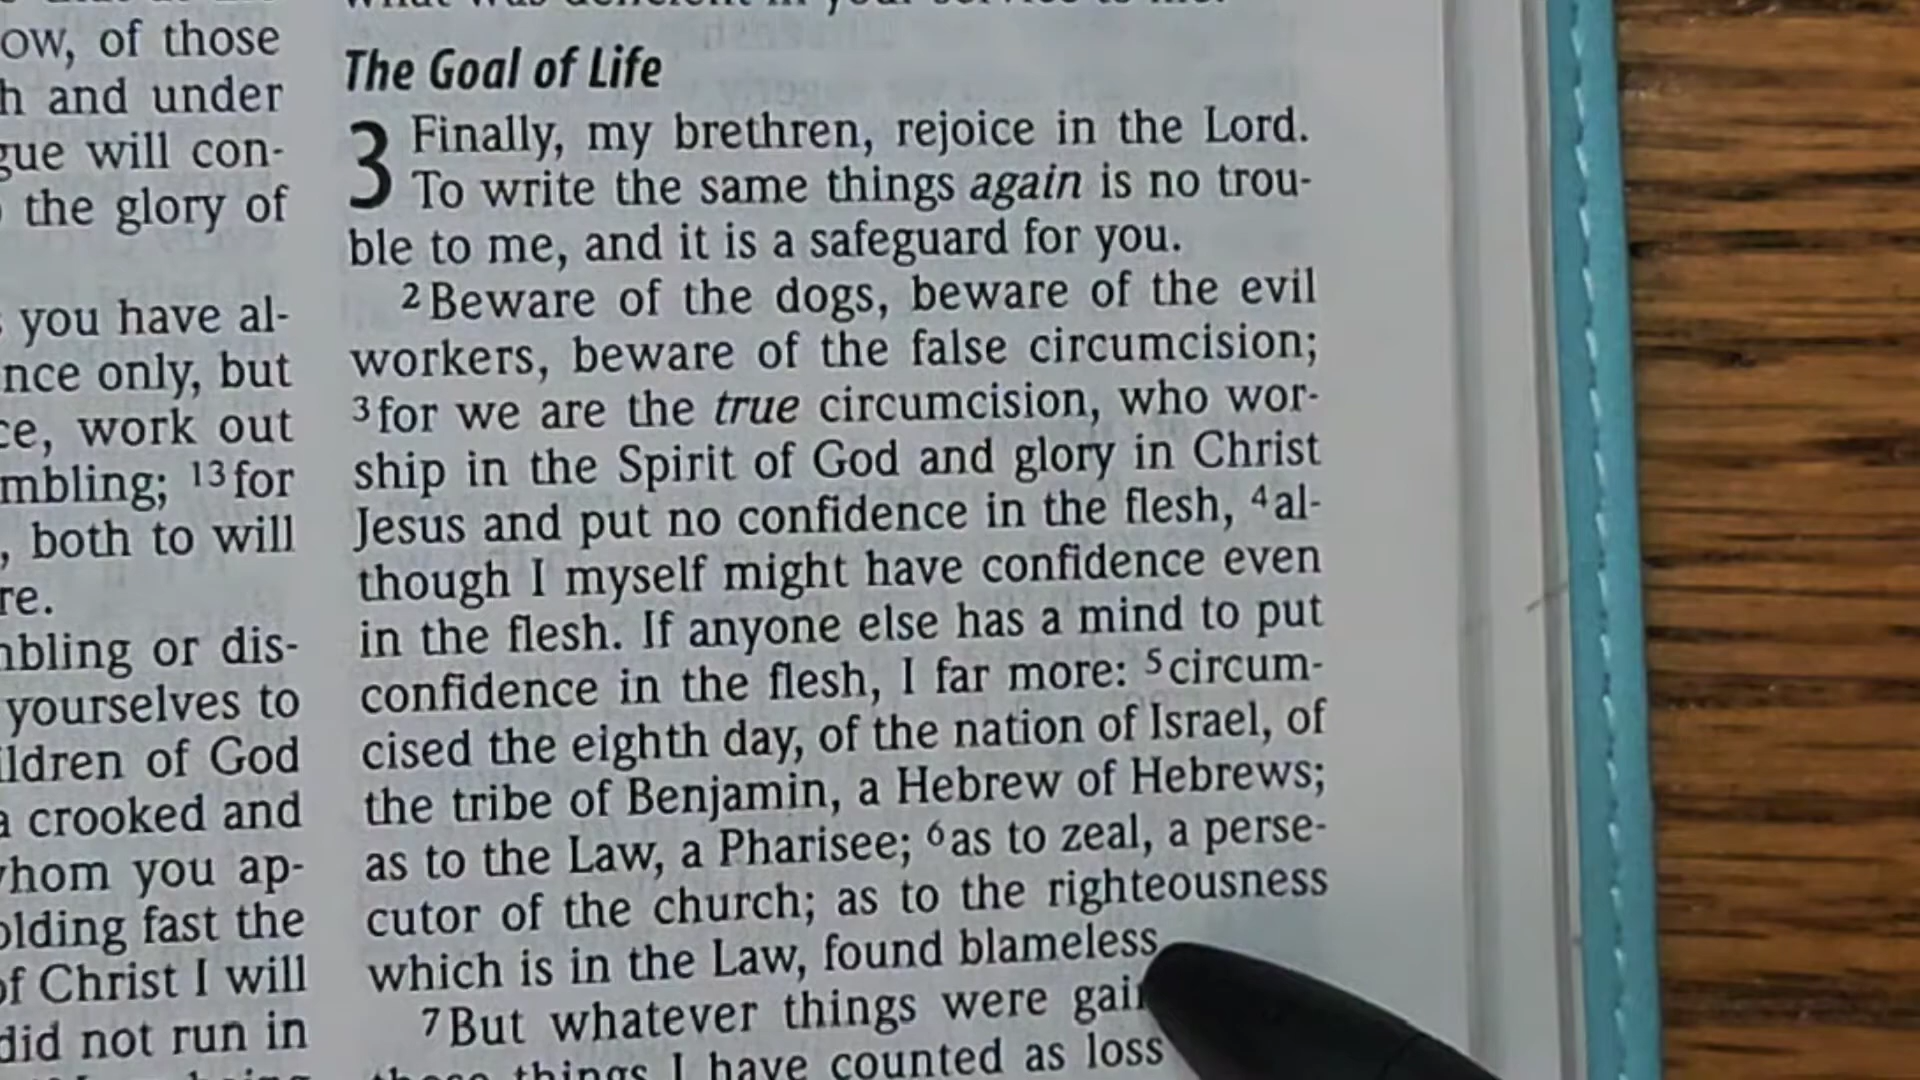 ow, of those
h and under
gue will con-
the glory of
you have al-
nce only, but
ce, work out
mbling; 13 for
, both to will
re.
mbling or dis-
yourselves to
ildren of God
a crooked and
whom you ap-
olding fast the
of Christ I will
did not run in
The Goal of Life
3 Finally, my brethren, rejoice in the Lord.
To write the same things again is no trou-
ble to me, and it is a safeguard for you.
2 Beware of the dogs, beware of the evil
workers, beware of the false circumcision;
3 for we are the true circumcision, who wor-
ship in the Spirit of God and glory in Christ
Jesus and put no confidence in the flesh, 4 al-
though I myself might have confidence even
in the flesh. If anyone else has a mind to put
confidence in the flesh, I far more: 5 circum-
cised the eighth day, of the nation of Israel, of
the tribe of Benjamin, a Hebrew of Hebrews;
as to the Law, a Pharisee; 6 as to zeal, a perse-
cutor of the church; as to the righteousness
which is in the Law, found blameless
7 But whatever things were gai
things I have counted as loss